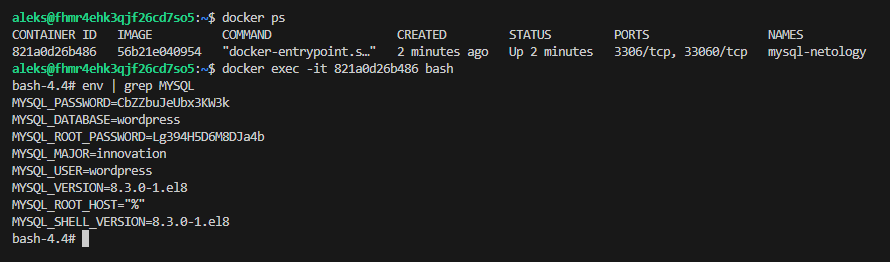 aleks@fhmr4ehk3qjf26cd7so5:~$ docker ps
CONTAINER ID   IMAGE          COMMAND                  CREATED         STATUS         PORTS                 NAMES
821a0d26b486   56b21e040954   "docker-entrypoint.s…"   2 minutes ago   Up 2 minutes   3306/tcp, 33060/tcp   mysql-netology
aleks@fhmr4ehk3qjf26cd7so5:~$ docker exec -it 821a0d26b486 bash
bash-4.4# env | grep MYSQL
MYSQL_PASSWORD=CbZZbuJeUbx3KW3k
MYSQL_DATABASE=wordpress
MYSQL_ROOT_PASSWORD=Lg394H5D6M8DJa4b
MYSQL_MAJOR=innovation
MYSQL_USER=wordpress
MYSQL_VERSION=8.3.0-1.el8
MYSQL_ROOT_HOST="%"
MYSQL_SHELL_VERSION=8.3.0-1.el8
bash-4.4#